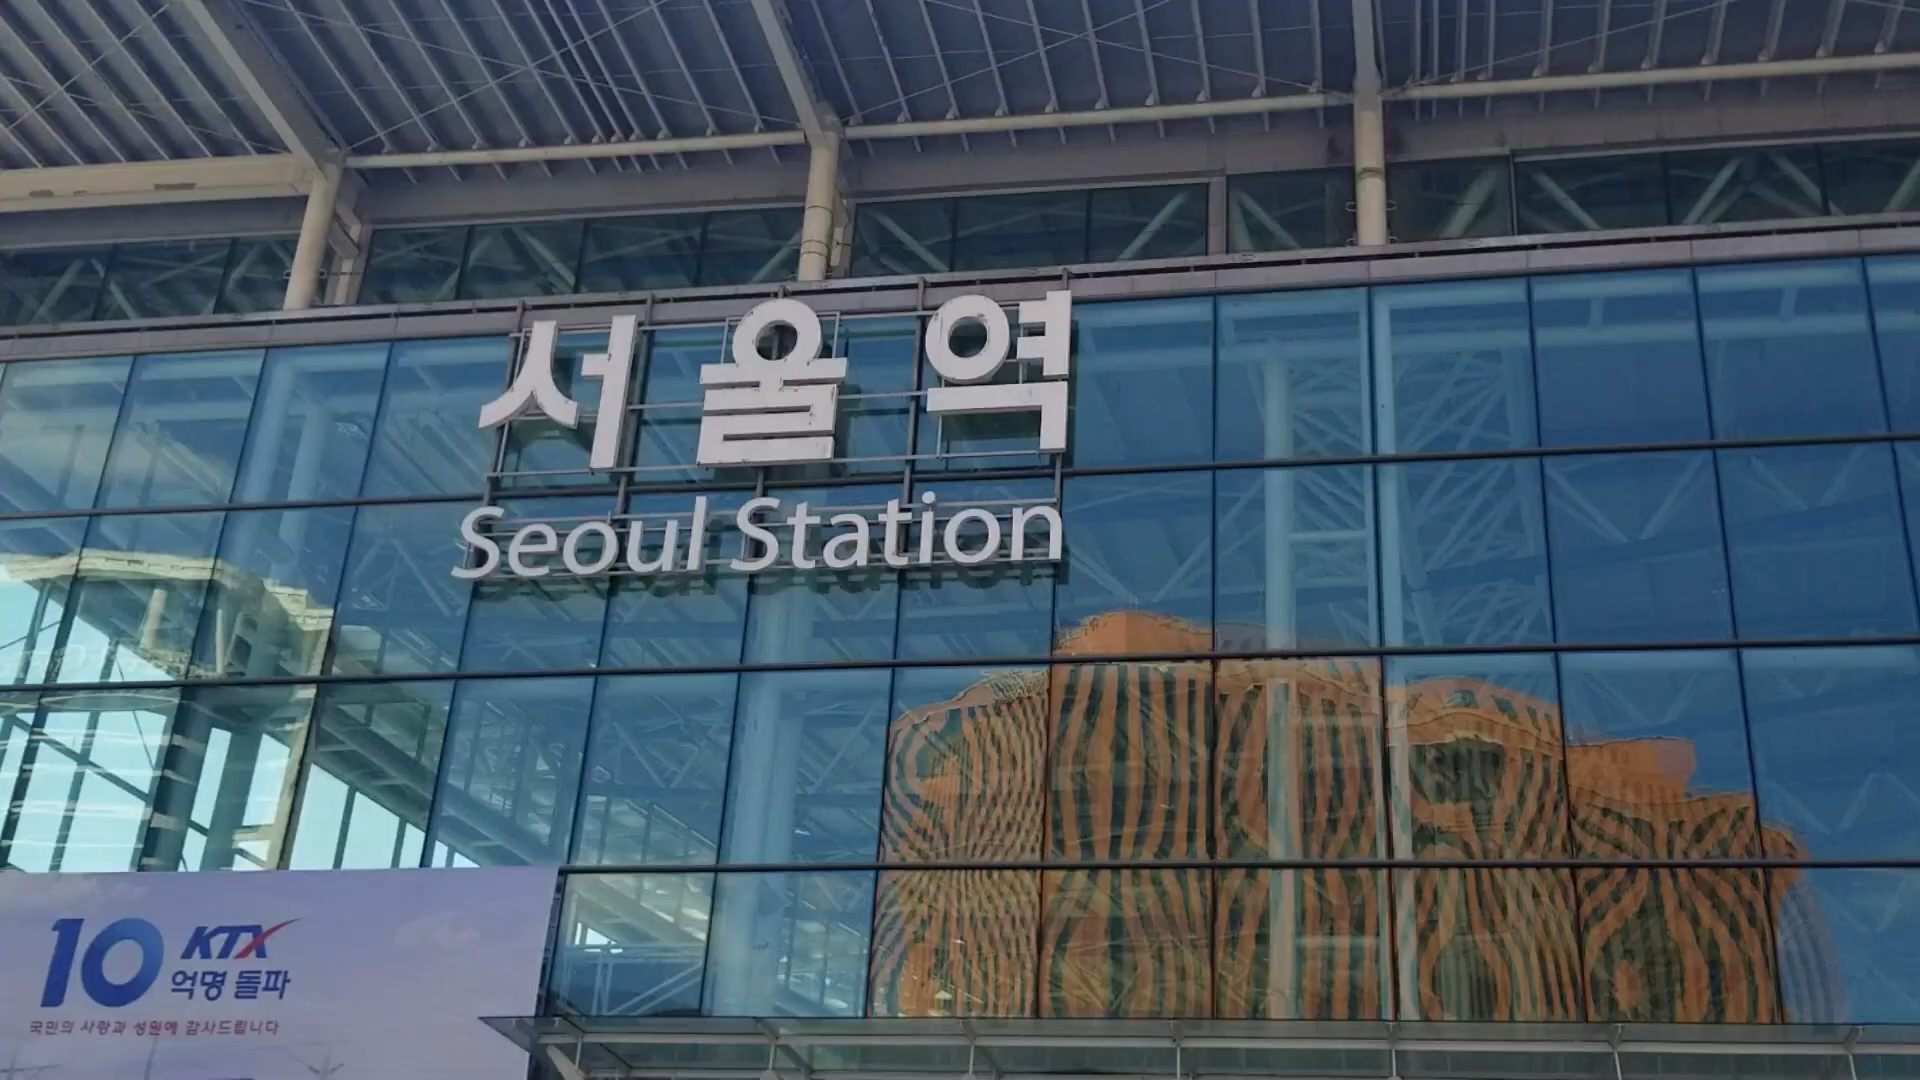 서울역
Seoul Station
10 KTX
억명 돌파
국민의 사랑과 성원에 감사드립니다